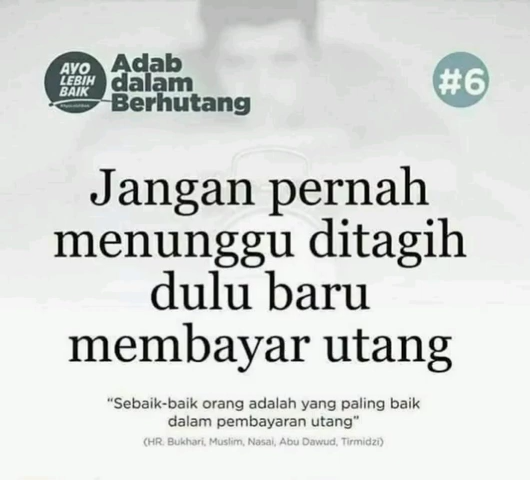 AYO
LEBIH
BAIK
Adab
dalam
Berhutang
#6
Jangan pernah
menunggu ditagih
dulu baru
membayar utang
“Sebaik-baik orang adalah yang paling baik
dalam pembayaran utang”
(HR. Bukhari, Muslim, Nasai, Abu Dawud, Tirmidzi)